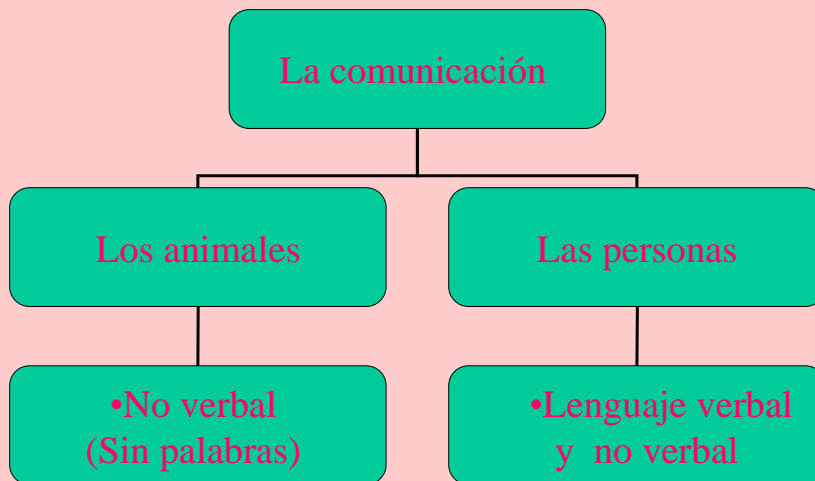 La comunicación
Los animales
Las personas
•No verbal
(Sin palabras)
•Lenguaje verbal
y no verbal